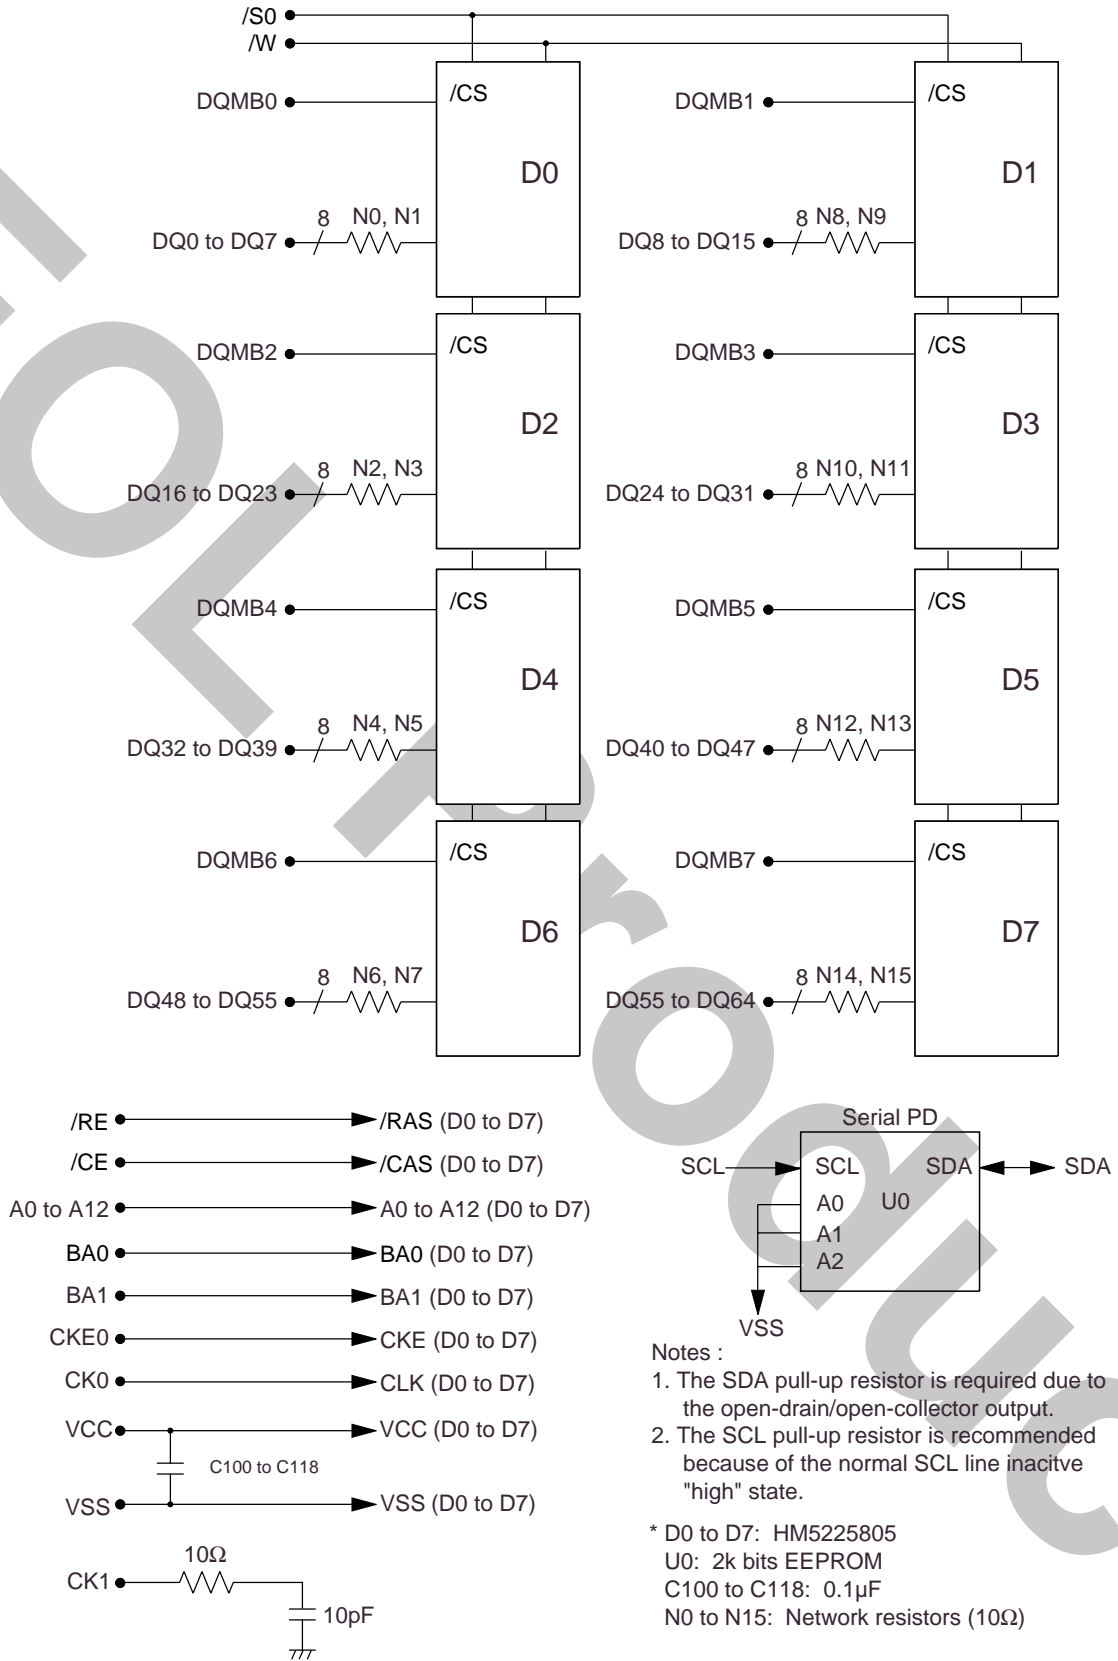 /S0
/W
DQMB0
/CS
D0
8 N0, N1
DQ0 to DQ7
DQMB1
/CS
D1
8 N8, N9
DQ8 to DQ15
DQMB2
/CS
D2
8 N2, N3
DQ16 to DQ23
DQMB3
/CS
D3
8 N10, N11
DQ24 to DQ31
DQMB4
/CS
D4
8 N4, N5
DQ32 to DQ39
DQMB5
/CS
D5
8 N12, N13
DQ40 to DQ47
DQMB6
/CS
D6
8 N6, N7
DQ48 to DQ55
DQMB7
/CS
D7
8 N14, N15
DQ55 to DQ64
/RE /RAS (D0 to D7)
/CE /CAS (D0 to D7)
A0 to A12 A0 to A12 (D0 to D7)
BA0 BA0 (D0 to D7)
BA1 BA1 (D0 to D7)
CKE0 CKE (D0 to D7)
CK0 CLK (D0 to D7)
VCC VCC (D0 to D7)
C100 to C118
VSS VSS (D0 to D7)
10Ω
CK1
10pF
Serial PD
SCL SCL SDA SDA
A0 U0
A1
A2
VSS
Notes :
1. The SDA pull-up resistor is required due to
the open-drain/open-collector output.
2. The SCL pull-up resistor is recommended
because of the normal SCL line inacitve
"high" state.
* D0 to D7: HM5225805
U0: 2k bits EEPROM
C100 to C118: 0.1µF
N0 to N15: Network resistors (10Ω)
EOL Product